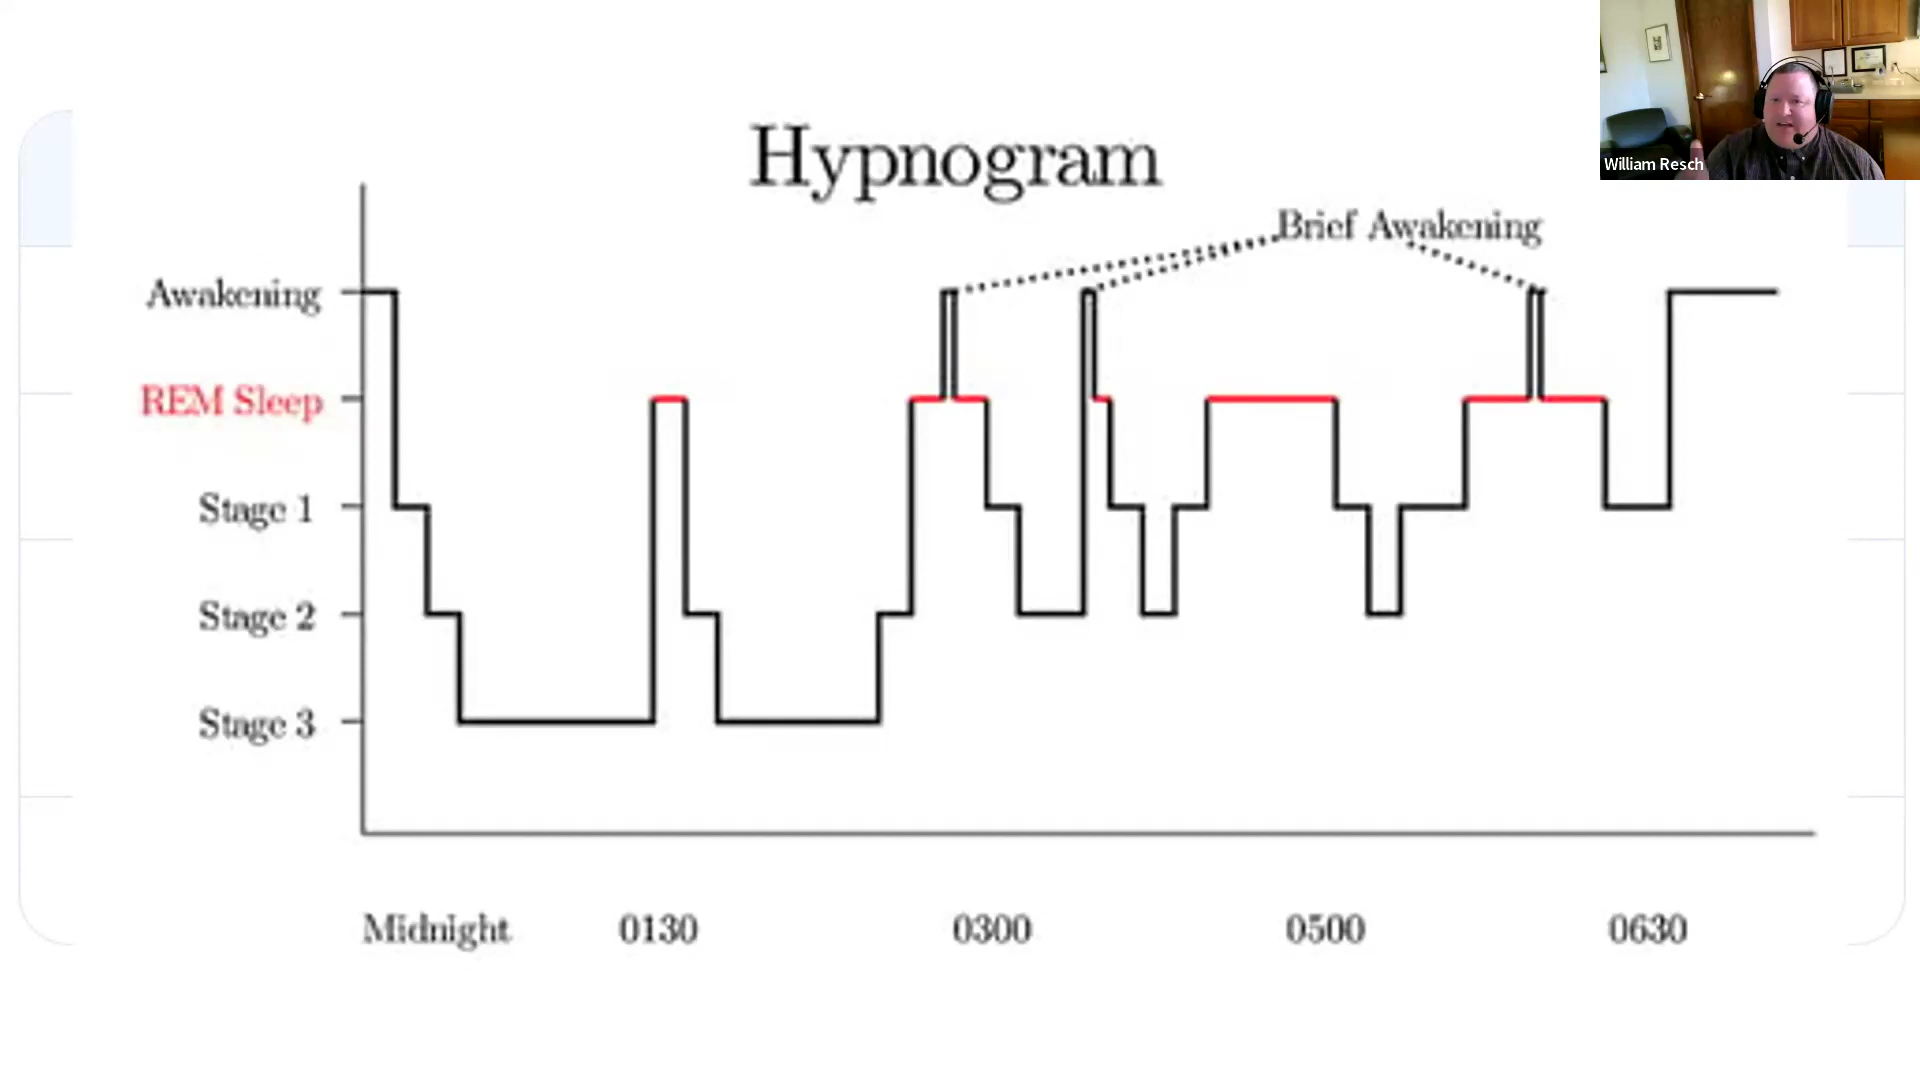 Hypnogram
William Resch
Brief Awakening
Awakening
REM Sleep
Stage 1
Stage 2
Stage 3
Midnight 0130 0300 0500 0630